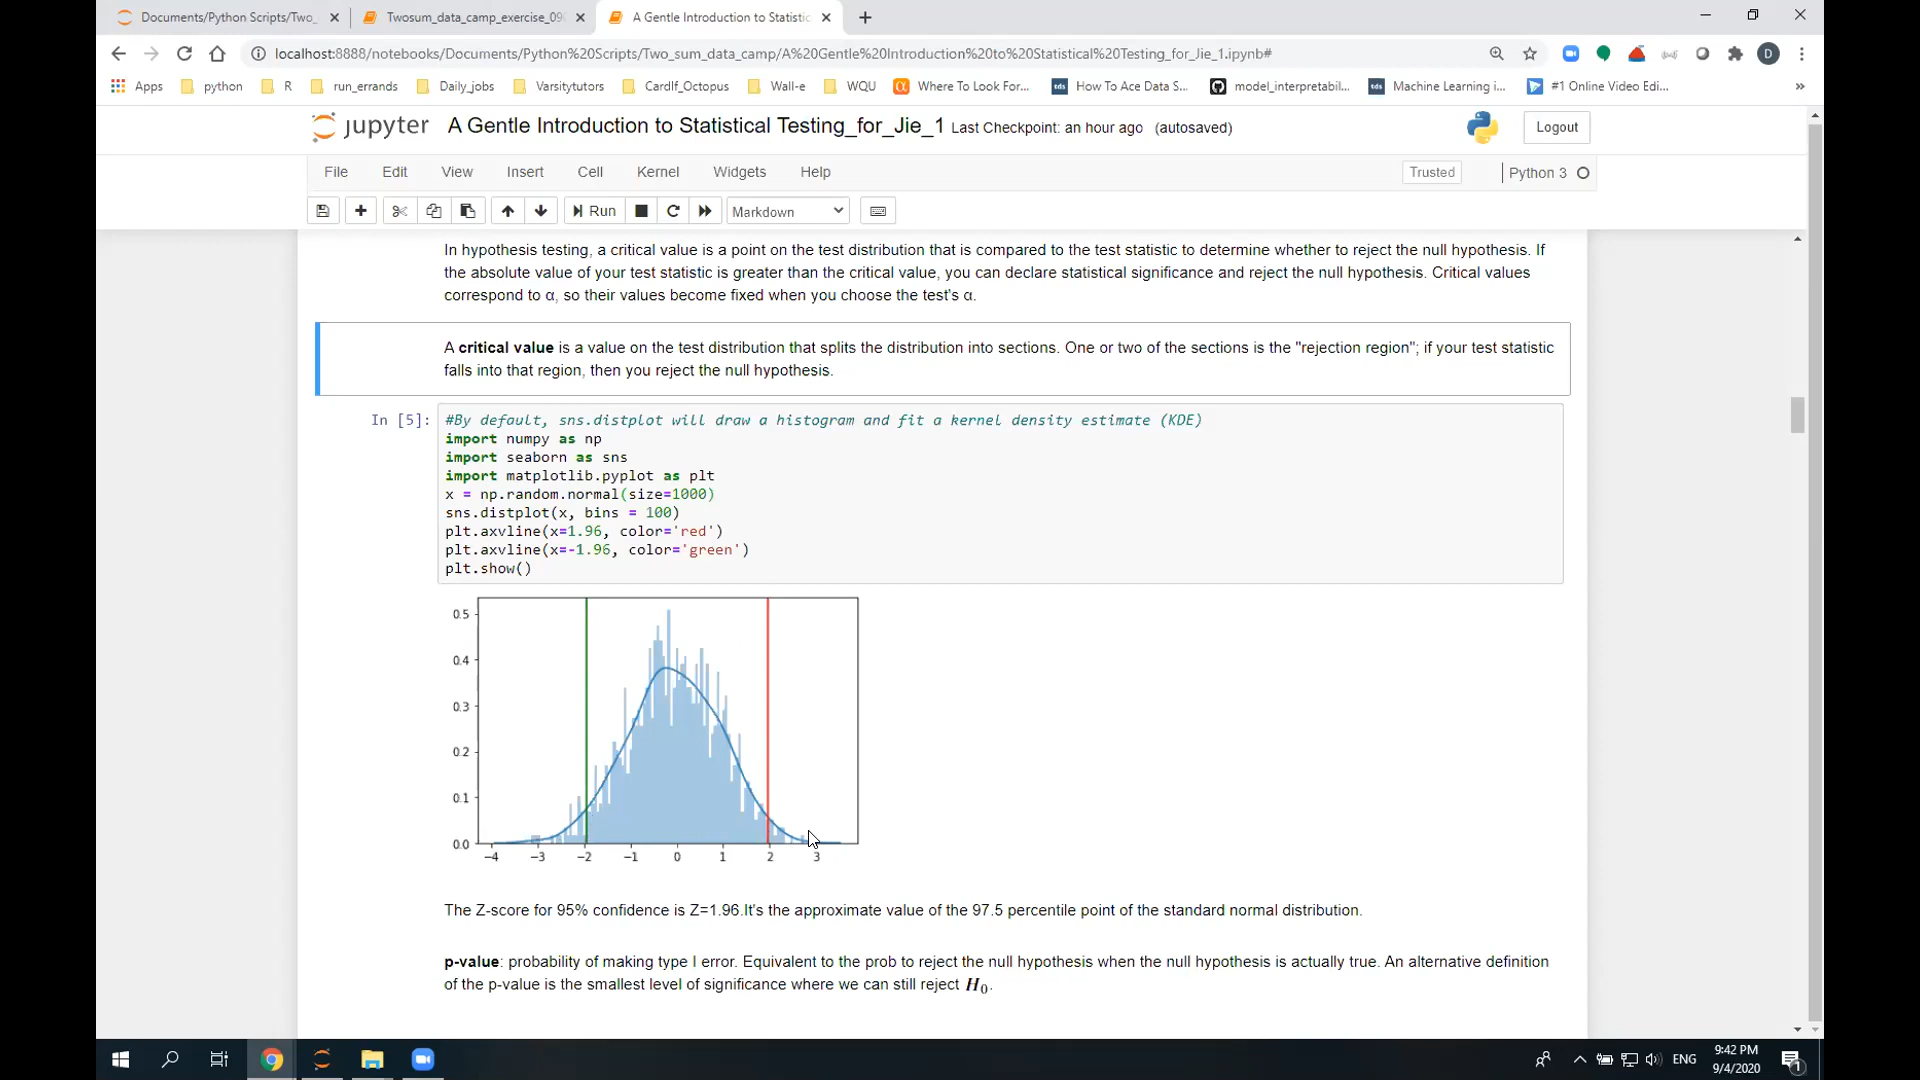 Documents/Python Scripts/Two_
Twosum_data_camp_exercise_09
A Gentle Introduction to Statistic
localhost:8888/notebooks/Documents/Python%20Scripts/Two_sum_data_camp/A%20Gentle%20Introduction%20to%20Statistical%20Testing_for_Jie_1.ipynb#
D
Apps python R run_errands Daily_jobs Varsitytutors CardIf_Octopus Wall-e WQU Where To Look For... How To Ace Data S... model_interpretabil... Machine Learning i... #1 Online Video Edi... »
jupyter A Gentle Introduction to Statistical Testing_for_Jie_1 Last Checkpoint: an hour ago (autosaved) Logout
File Edit View Insert Cell Kernel Widgets Help Trusted Python 3
Run Markdown
In hypothesis testing, a critical value is a point on the test distribution that is compared to the test statistic to determine whether to reject the null hypothesis. If
the absolute value of your test statistic is greater than the critical value, you can declare statistical significance and reject the null hypothesis. Critical values
correspond to α, so their values become fixed when you choose the test's α.
A critical value is a value on the test distribution that splits the distribution into sections. One or two of the sections is the "rejection region"; if your test statistic
falls into that region, then you reject the null hypothesis.
In [5]: #By default, sns.distplot will draw a histogram and fit a kernel density estimate (KDE)
import numpy as np
import seaborn as sns
import matplotlib.pyplot as plt
x = np.random.normal(size=1000)
sns.distplot(x, bins = 100)
plt.axvline(x=1.96, color='red')
plt.axvline(x=-1.96, color='green')
plt.show()
0.5
0.4
0.3
0.2
0.1
0.0
−4 −3 −2 −1 0 1 2 3
The Z-score for 95% confidence is Z=1.96.It's the approximate value of the 97.5 percentile point of the standard normal distribution.
p-value: probability of making type I error. Equivalent to the prob to reject the null hypothesis when the null hypothesis is actually true. An alternative definition
of the p-value is the smallest level of significance where we can still reject H0.
ENG
9:42 PM
9/4/2020
1